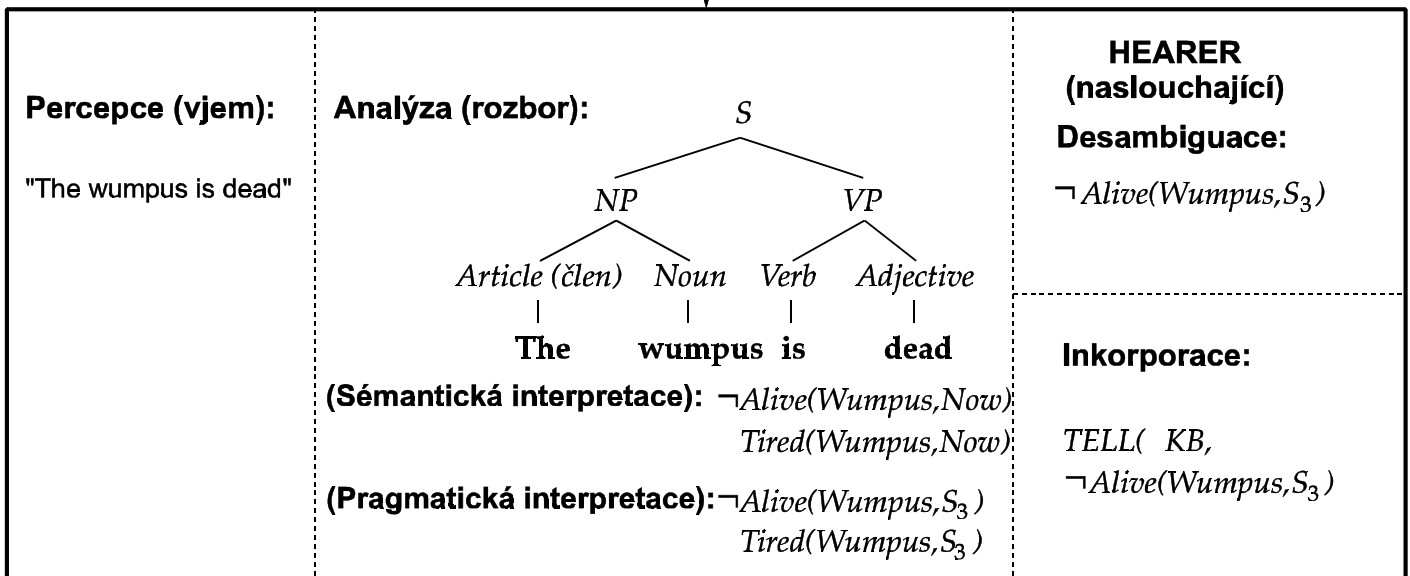 Percepce (vjem):
"The wumpus is dead"
Analýza (rozbor):
S
NP VP
Article (člen) Noun Verb Adjective
The wumpus is dead
(Sémantická interpretace): ¬Alive(Wumpus,Now)
Tired(Wumpus,Now)
(Pragmatická interpretace): ¬Alive(Wumpus,S₃)
Tired(Wumpus,S₃)
HEARER
(naslouchající)
Desambiguace:
¬ Alive(Wumpus,S₃)
Inkorporace:
TELL( KB,
¬Alive(Wumpus,S₃)